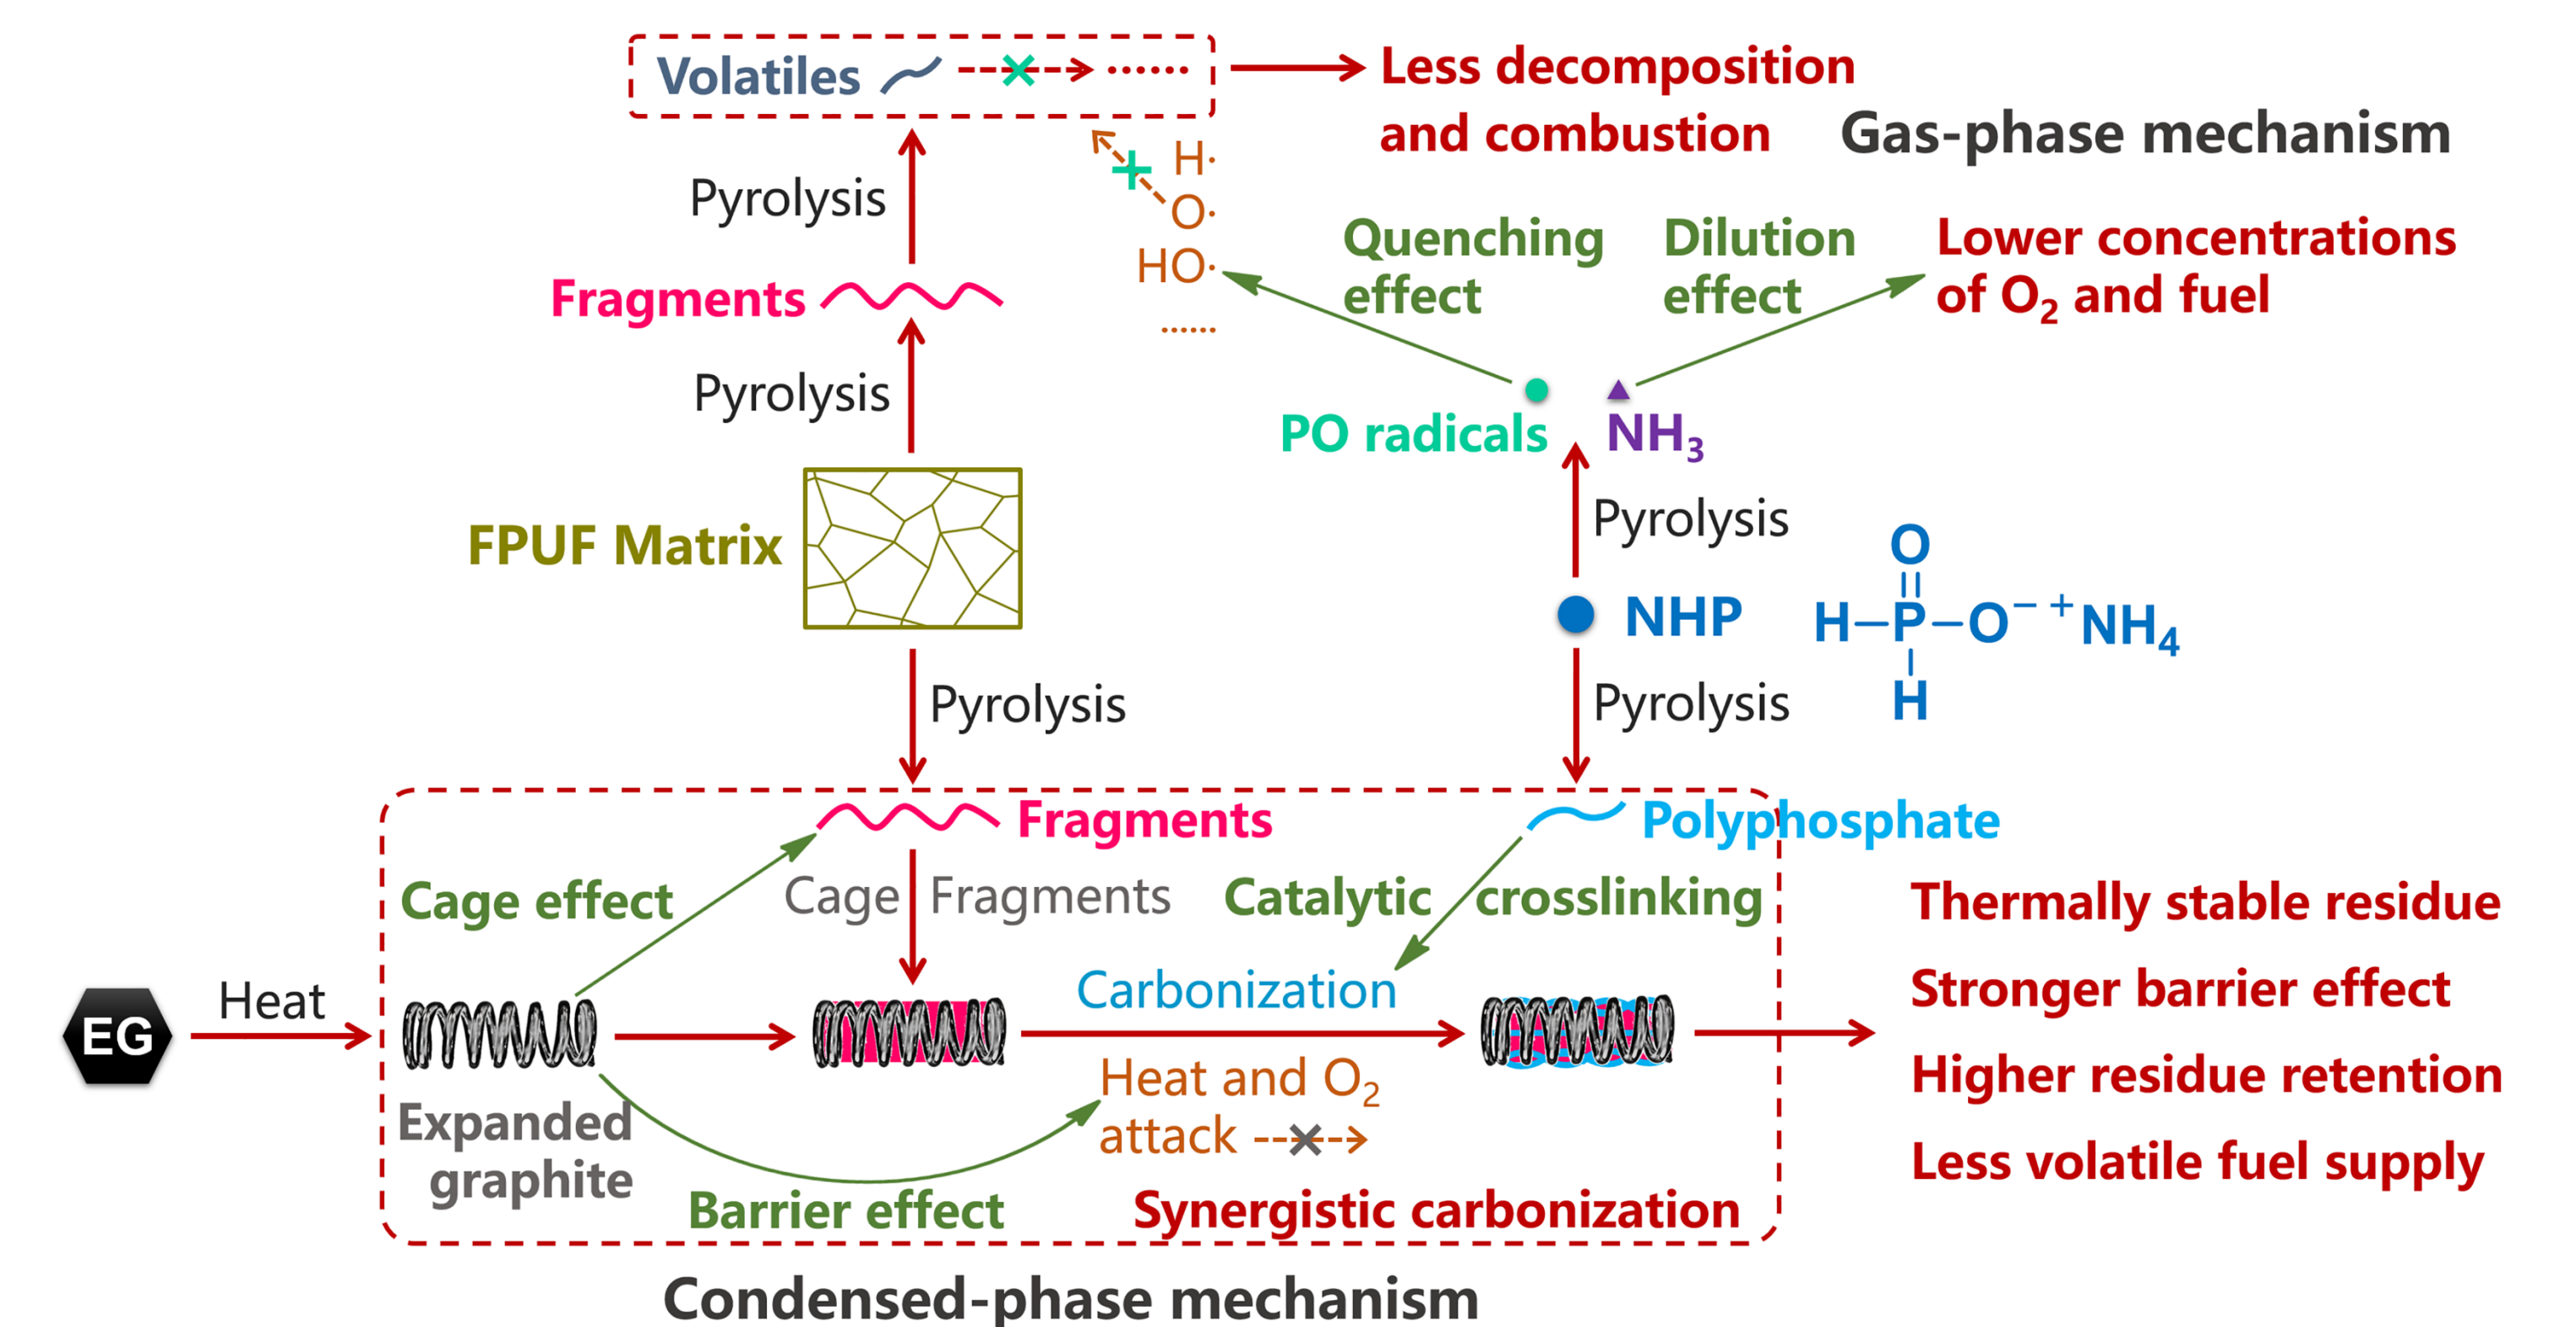 Volatiles ······
Less decomposition
and combustion
Gas-phase mechanism
H·
O·
HO·
······
Pyrolysis
Quenching
effect
Dilution
effect
Lower concentrations
of O₂ and fuel
Fragments
Pyrolysis
PO radicals
NH₃
Pyrolysis
FPUF Matrix
NHP
O
H–P–O⁻ ⁺NH₄
H
Pyrolysis
Pyrolysis
Fragments
Polyphosphate
Cage effect
Cage Fragments
Catalytic crosslinking
Thermally stable residue
Stronger barrier effect
Higher residue retention
Less volatile fuel supply
EG
Heat
Carbonization
Heat and O₂
attack
Expanded
graphite
Barrier effect
Synergistic carbonization
Condensed-phase mechanism